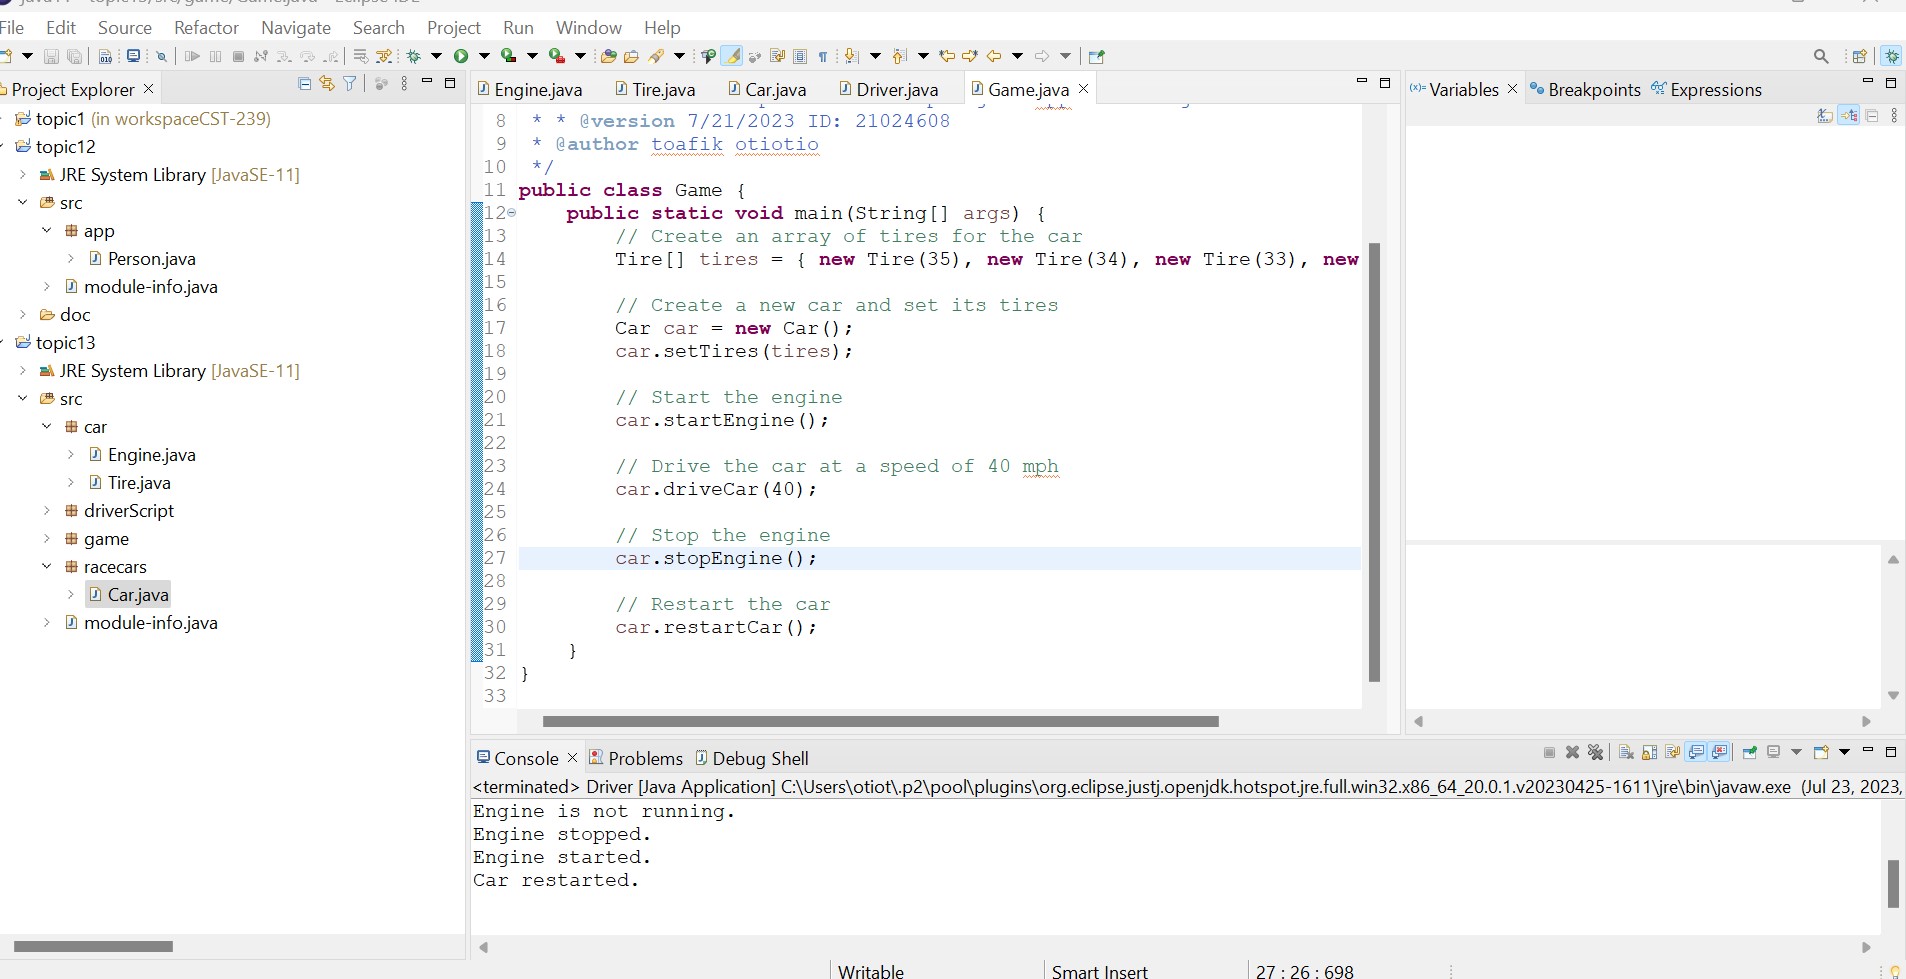 File Edit Source Refactor Navigate Search Project Run Window Help
Project Explorer
topic1 (in workspaceCST-239)
topic12
JRE System Library [JavaSE-11]
src
app
Person.java
module-info.java
doc
topic13
JRE System Library [JavaSE-11]
src
car
Engine.java
Tire.java
driverScript
game
racecars
Car.java
module-info.java
Engine.java Tire.java Car.java Driver.java Game.java
8 * * @version 7/21/2023 ID: 21024608
9 * @author toafik otiotio
10 */
11 public class Game {
12 public static void main(String[] args) {
13 // Create an array of tires for the car
14 Tire[] tires = { new Tire(35), new Tire(34), new Tire(33), new
15
16 // Create a new car and set its tires
17 Car car = new Car();
18 car.setTires(tires);
19
20 // Start the engine
21 car.startEngine();
22
23 // Drive the car at a speed of 40 mph
24 car.driveCar(40);
25
26 // Stop the engine
27 car.stopEngine();
28
29 // Restart the car
30 car.restartCar();
31 }
32 }
33
(x)= Variables Breakpoints Expressions
Console Problems Debug Shell
<terminated> Driver [Java Application] C:\Users\otiot\.p2\pool\plugins\org.eclipse.justj.openjdk.hotspot.jre.full.win32.x86_64_20.0.1.v20230425-1611\jre\bin\javaw.exe (Jul 23, 2023,
Engine is not running.
Engine stopped.
Engine started.
Car restarted.
Writable Smart Insert 27 : 26 : 698